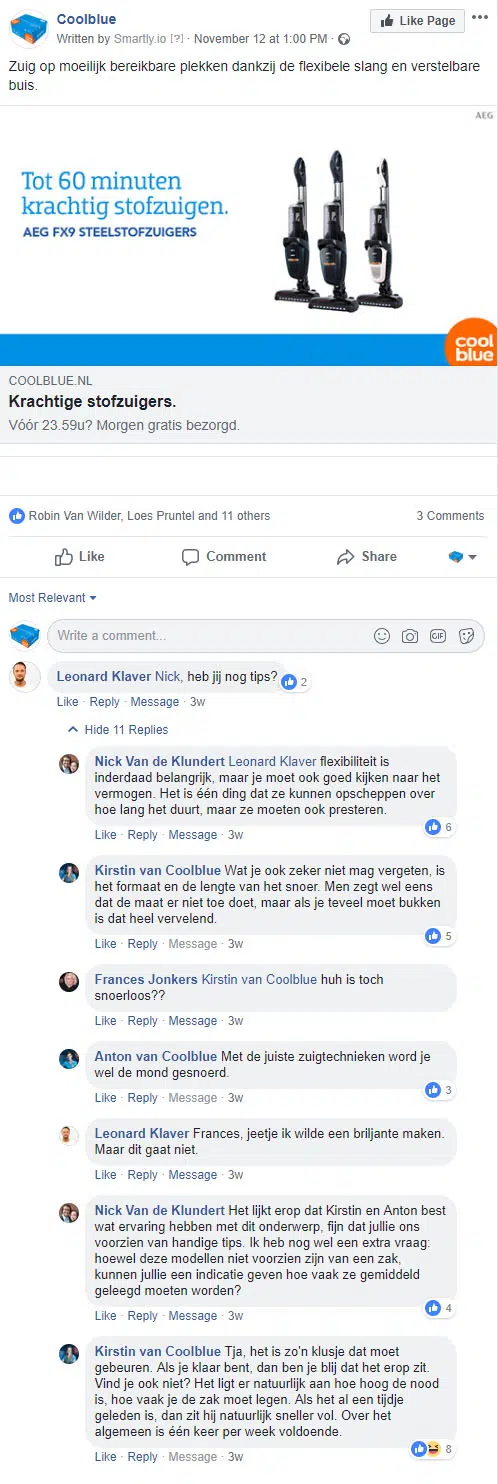 Coolblue
Written by Smartly.io [?] · November 12 at 1:00 PM ·
Like Page
Zuig op moeilijk bereikbare plekken dankzij de flexibele slang en verstelbare
buis.
AEG
Tot 60 minuten
krachtig stofzuigen.
AEG FX9 STEELSTOFZUIGERS
cool
blue
COOLBLUE.NL
Krachtige stofzuigers.
Vóór 23.59u? Morgen gratis bezorgd.
Robin Van Wilder, Loes Pruntel and 11 others
3 Comments
Like
Comment
Share
Most Relevant
Write a comment...
GIF
Leonard Klaver Nick, heb jij nog tips?
2
Like · Reply · Message · 3w
Hide 11 Replies
Nick Van de Klundert Leonard Klaver flexibiliteit is
inderdaad belangrijk, maar je moet ook goed kijken naar het
vermogen. Het is één ding dat ze kunnen opscheppen over
hoe lang het duurt, maar ze moeten ook presteren.
6
Like · Reply · Message · 3w
Kirstin van Coolblue Wat je ook zeker niet mag vergeten, is
het formaat en de lengte van het snoer. Men zegt wel eens
dat de maat er niet toe doet, maar als je teveel moet bukken
is dat heel vervelend.
5
Like · Reply · Message · 3w
Frances Jonkers Kirstin van Coolblue huh is toch
snoerloos??
Like · Reply · Message · 3w
Anton van Coolblue Met de juiste zuigtechnieken word je
wel de mond gesnoerd.
3
Like · Reply · Message · 3w
Leonard Klaver Frances, jeetje ik wilde een briljante maken.
Maar dit gaat niet.
Like · Reply · Message · 3w
Nick Van de Klundert Het lijkt erop dat Kirstin en Anton best
wat ervaring hebben met dit onderwerp, fijn dat jullie ons
voorzien van handige tips. Ik heb nog wel een extra vraag:
hoewel deze modellen niet voorzien zijn van een zak,
kunnen jullie een indicatie geven hoe vaak ze gemiddeld
geleegd moeten worden?
4
Like · Reply · Message · 3w
Kirstin van Coolblue Tja, het is zo'n klusje dat moet
gebeuren. Als je klaar bent, dan ben je blij dat het erop zit.
Vind je ook niet? Het ligt er natuurlijk aan hoe hoog de nood
is, hoe vaak je de zak moet legen. Als het al een tijdje
geleden is, dan zit hij natuurlijk sneller vol. Over het
algemeen is één keer per week voldoende.
8
Like · Reply · Message · 3w